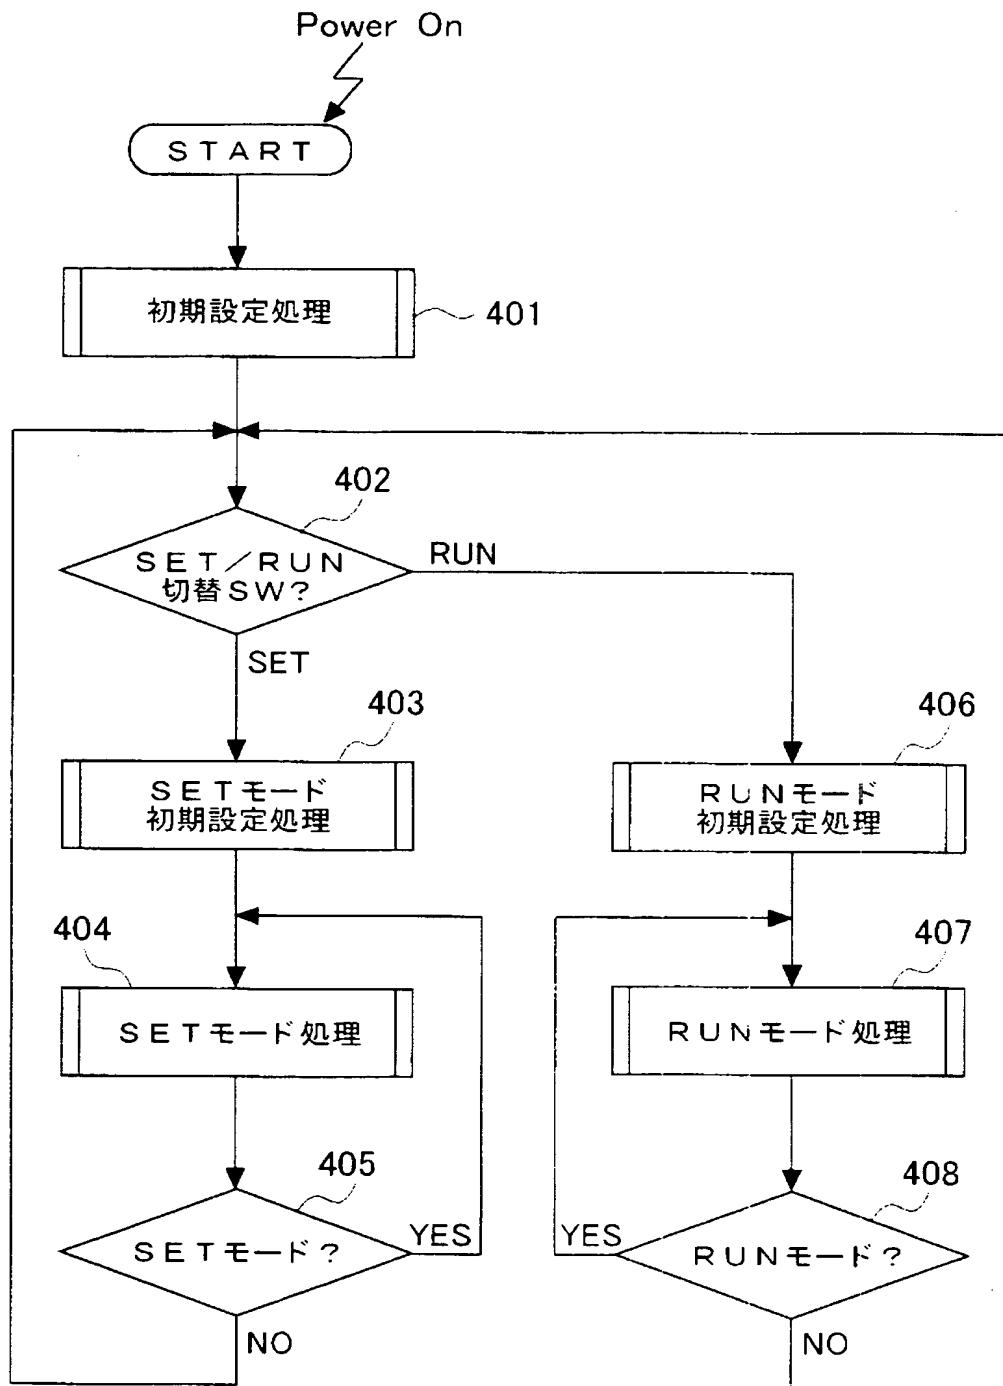 Power On
START
初期設定処理
401
402
SET/RUN
切替SW?
RUN
SET
403
SETモード
初期設定処理
406
RUNモード
初期設定処理
404
SETモード処理
407
RUNモード処理
405
SETモード?
YES
NO
408
RUNモード?
YES
NO